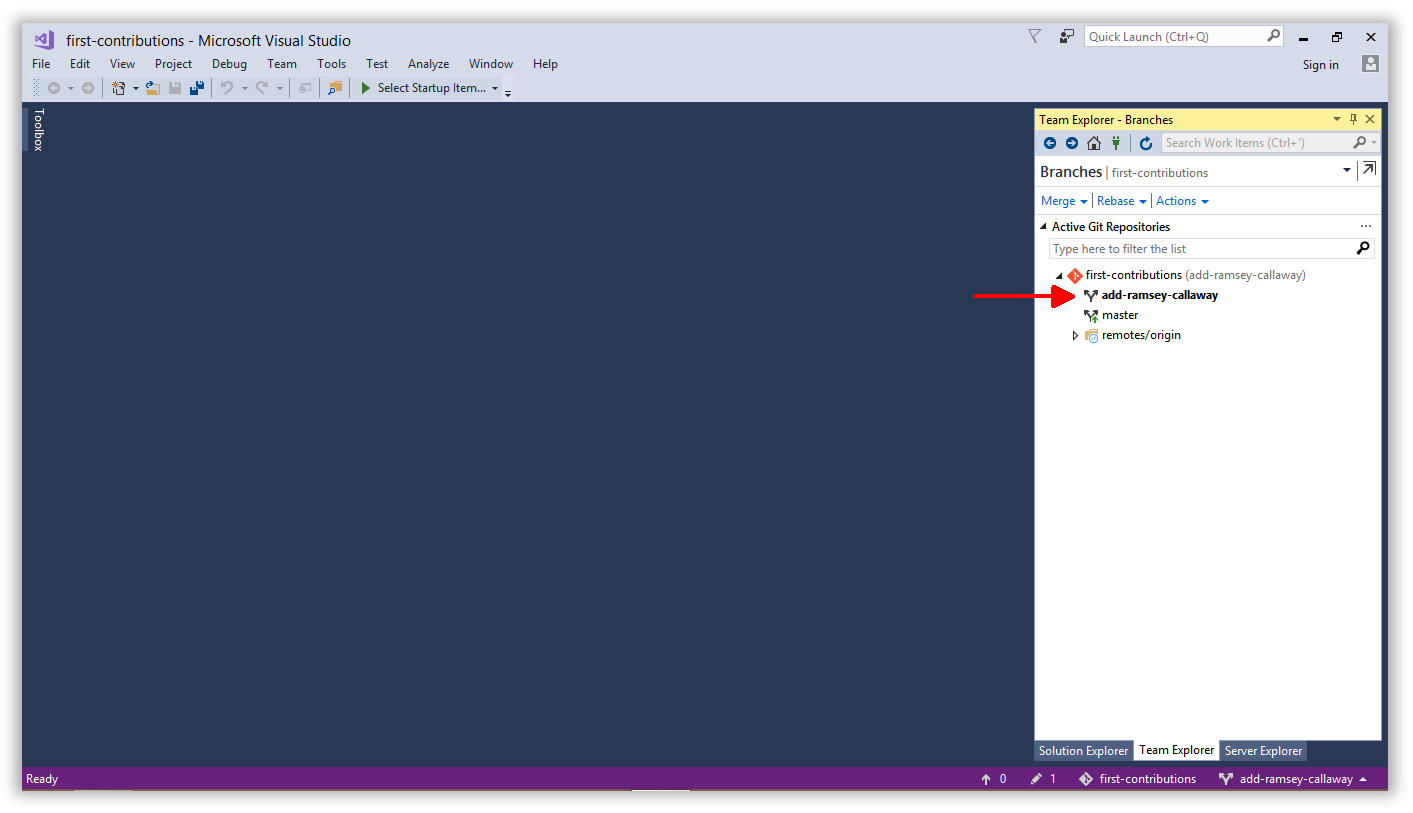 first-contributions - Microsoft Visual Studio
Quick Launch (Ctrl+Q)
File Edit View Project Debug Team Tools Test Analyze Window Help
Sign in
Select Startup Item...
Toolbox
Team Explorer - Branches
Search Work Items (Ctrl+')
Branches | first-contributions
Merge Rebase Actions
Active Git Repositories
Type here to filter the list
first-contributions (add-ramsey-callaway)
add-ramsey-callaway
master
remotes/origin
Solution Explorer Team Explorer Server Explorer
Ready 0 1 first-contributions add-ramsey-callaway